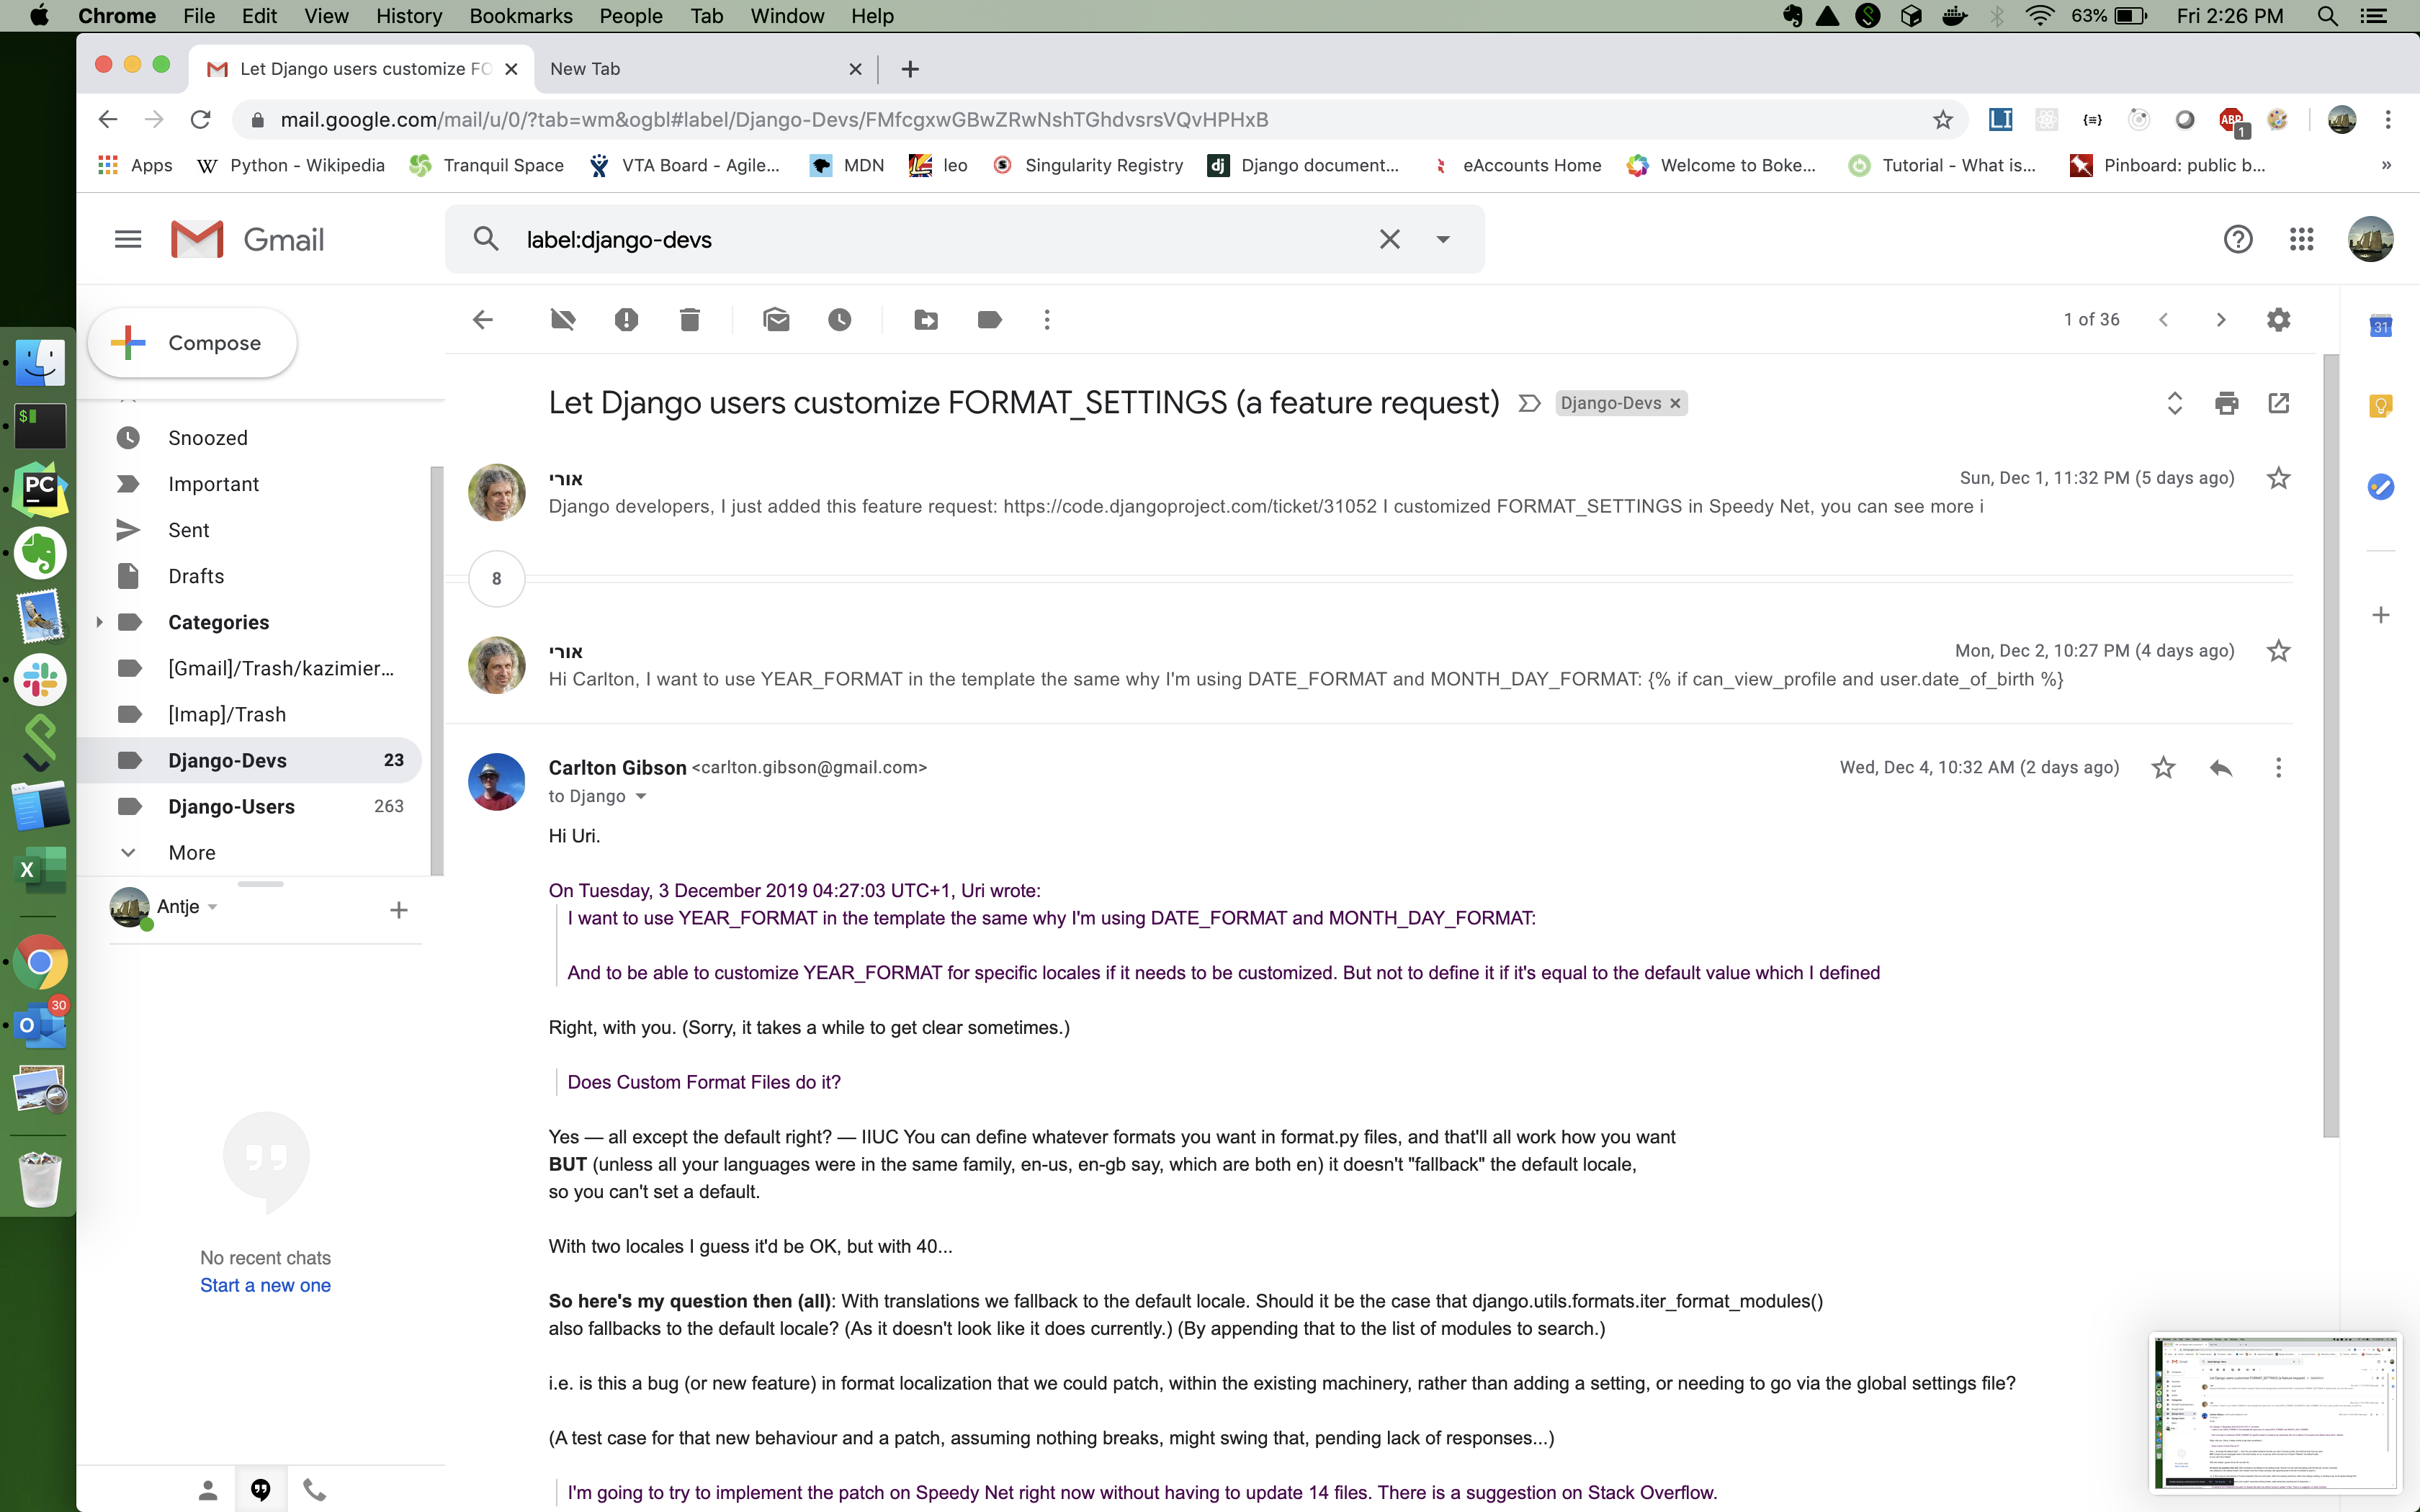 Chrome File Edit View History Bookmarks People Tab Window Help 63% Fri 2:26 PM
Let Django users customize FO New Tab
mail.google.com/mail/u/0/?tab=wm&ogbl#label/Django-Devs/FMfcgxwGBwZRwNshTGhdvsrsVQvHPHxB
LI {≡} ABP 1
Apps W Python - Wikipedia Tranquil Space VTA Board - Agile... MDN leo Singularity Registry dj Django document... eAccounts Home Welcome to Boke... Tutorial - What is... Pinboard: public b... »
Gmail label:django-devs
Compose 1 of 36 31
Let Django users customize FORMAT_SETTINGS (a feature request) Django-Devs
Snoozed
Important
Sent
Drafts
Categories
[Gmail]/Trash/kazimier...
[Imap]/Trash
Django-Devs 23
Django-Users 263
More
Antje
No recent chats
Start a new one
אורי Sun, Dec 1, 11:32 PM (5 days ago)
Django developers, I just added this feature request: https://code.djangoproject.com/ticket/31052 I customized FORMAT_SETTINGS in Speedy Net, you can see more i
8
אורי Mon, Dec 2, 10:27 PM (4 days ago)
Hi Carlton, I want to use YEAR_FORMAT in the template the same why I'm using DATE_FORMAT and MONTH_DAY_FORMAT: {% if can_view_profile and user.date_of_birth %}
Carlton Gibson <carlton.gibson@gmail.com> Wed, Dec 4, 10:32 AM (2 days ago)
to Django
Hi Uri.
On Tuesday, 3 December 2019 04:27:03 UTC+1, Uri wrote:
I want to use YEAR_FORMAT in the template the same why I'm using DATE_FORMAT and MONTH_DAY_FORMAT:
And to be able to customize YEAR_FORMAT for specific locales if it needs to be customized. But not to define it if it's equal to the default value which I defined
Right, with you. (Sorry, it takes a while to get clear sometimes.)
Does Custom Format Files do it?
Yes — all except the default right? — IIUC You can define whatever formats you want in format.py files, and that'll all work how you want
BUT (unless all your languages were in the same family, en-us, en-gb say, which are both en) it doesn't "fallback" the default locale,
so you can't set a default.
With two locales I guess it'd be OK, but with 40...
So here's my question then (all): With translations we fallback to the default locale. Should it be the case that django.utils.formats.iter_format_modules()
also fallbacks to the default locale? (As it doesn't look like it does currently.) (By appending that to the list of modules to search.)
i.e. is this a bug (or new feature) in format localization that we could patch, within the existing machinery, rather than adding a setting, or needing to go via the global settings file?
(A test case for that new behaviour and a patch, assuming nothing breaks, might swing that, pending lack of responses...)
I'm going to try to implement the patch on Speedy Net right now without having to update 14 files. There is a suggestion on Stack Overflow.
$
PC
X
O 30